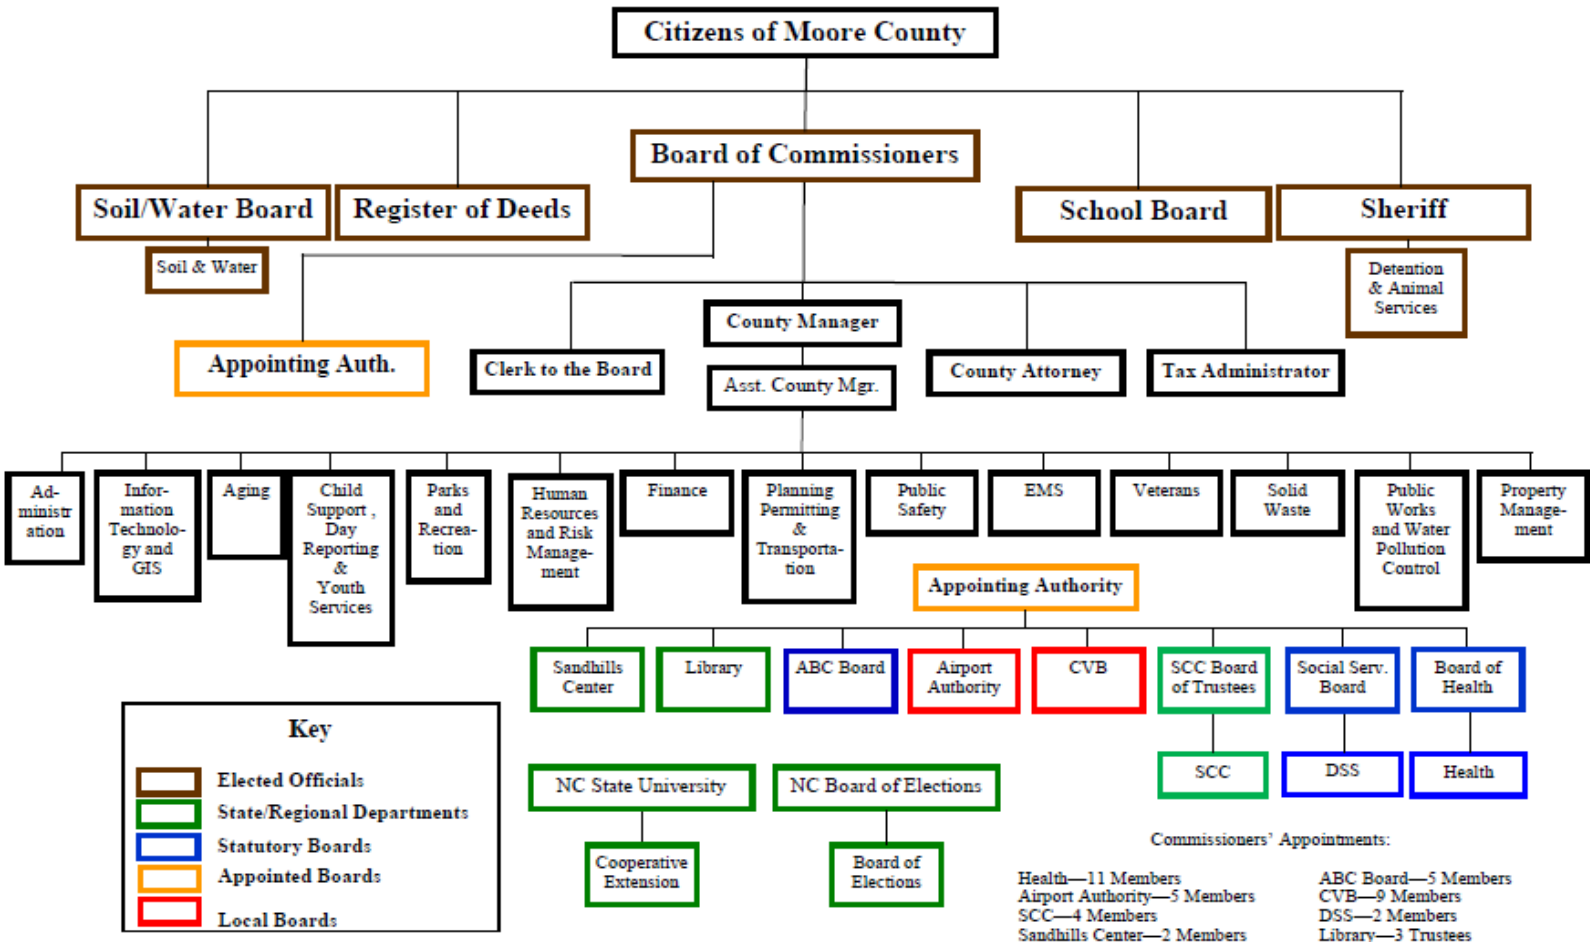 Citizens of Moore County
Board of Commissioners
Soil/Water Board
Register of Deeds
School Board
Sheriff
Soil & Water
Detention
& Animal
Services
Appointing Auth.
Clerk to the Board
County Manager
Asst. County Mgr.
County Attorney
Tax Administrator
Ad-
ministr
ation
Infor-
mation
Technolo-
gy and
GIS
Aging
Child
Support ,
Day
Reporting
&
Youth
Services
Parks
and
Recrea-
tion
Human
Resources
and Risk
Manage-
ment
Finance
Planning
Permitting
&
Transporta-
tion
Public
Safety
EMS
Veterans
Solid
Waste
Public
Works
and Water
Pollution
Control
Property
Manage-
ment
Appointing Authority
Sandhills
Center
Library
ABC Board
Airport
Authority
CVB
SCC Board
of Trustees
Social Serv.
Board
Board of
Health
SCC
DSS
Health
NC State University
NC Board of Elections
Cooperative
Extension
Board of
Elections
Key
Elected Officials
State/Regional Departments
Statutory Boards
Appointed Boards
Local Boards
Commissioners' Appointments:
Health—11 Members
Airport Authority—5 Members
SCC—4 Members
Sandhills Center—2 Members
ABC Board—5 Members
CVB—9 Members
DSS—2 Members
Library—3 Trustees